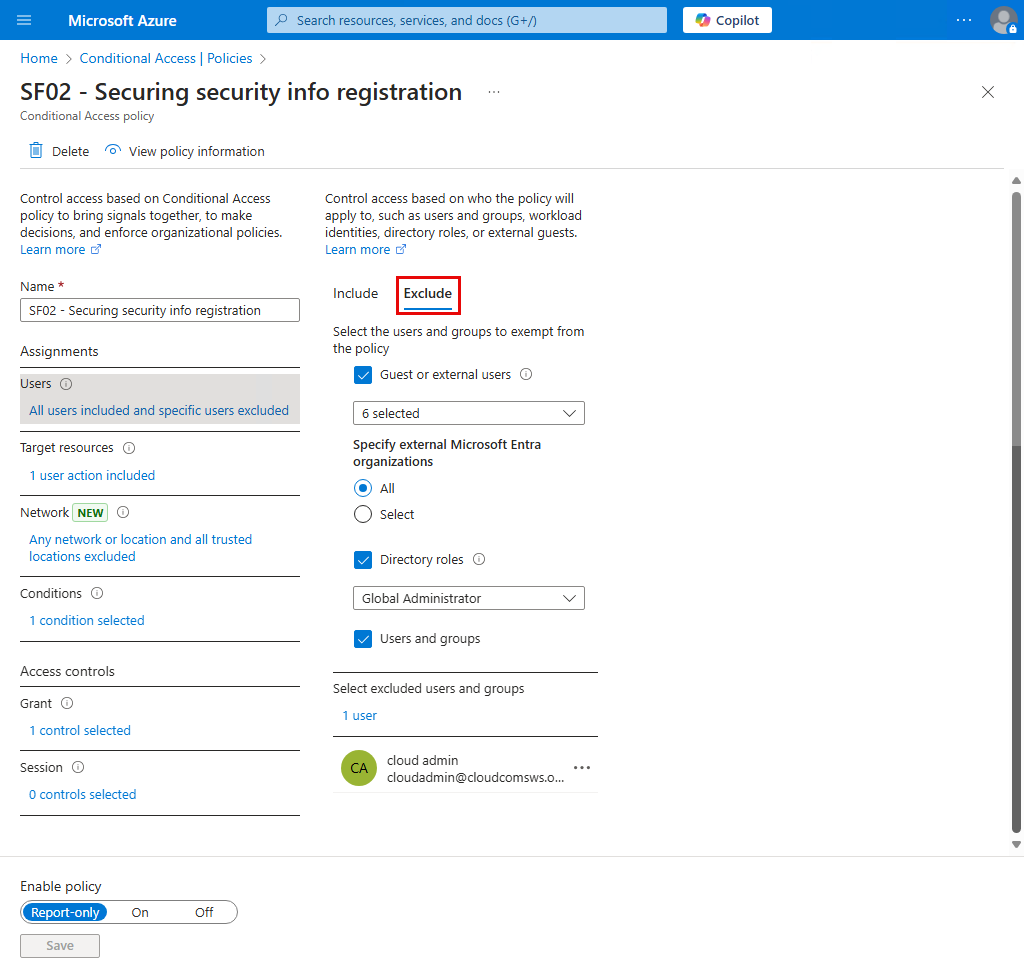 Microsoft Azure
Search resources, services, and docs (G+/)
Copilot
Home > Conditional Access | Policies >
SF02 - Securing security info registration ...
Conditional Access policy
Delete
View policy information
Control access based on Conditional Access
policy to bring signals together, to make
decisions, and enforce organizational policies.
Learn more
Name *
SF02 - Securing security info registration
Assignments
Users
All users included and specific users excluded
Target resources
1 user action included
Network NEW
Any network or location and all trusted
locations excluded
Conditions
1 condition selected
Access controls
Grant
1 control selected
Session
0 controls selected
Control access based on who the policy will
apply to, such as users and groups, workload
identities, directory roles, or external guests.
Learn more
Include
Exclude
Select the users and groups to exempt from
the policy
Guest or external users
6 selected
Specify external Microsoft Entra
organizations
All
Select
Directory roles
Global Administrator
Users and groups
Select excluded users and groups
1 user
CA
cloud admin
cloudadmin@cloudcomsws.o...
Enable policy
Report-only
On
Off
Save